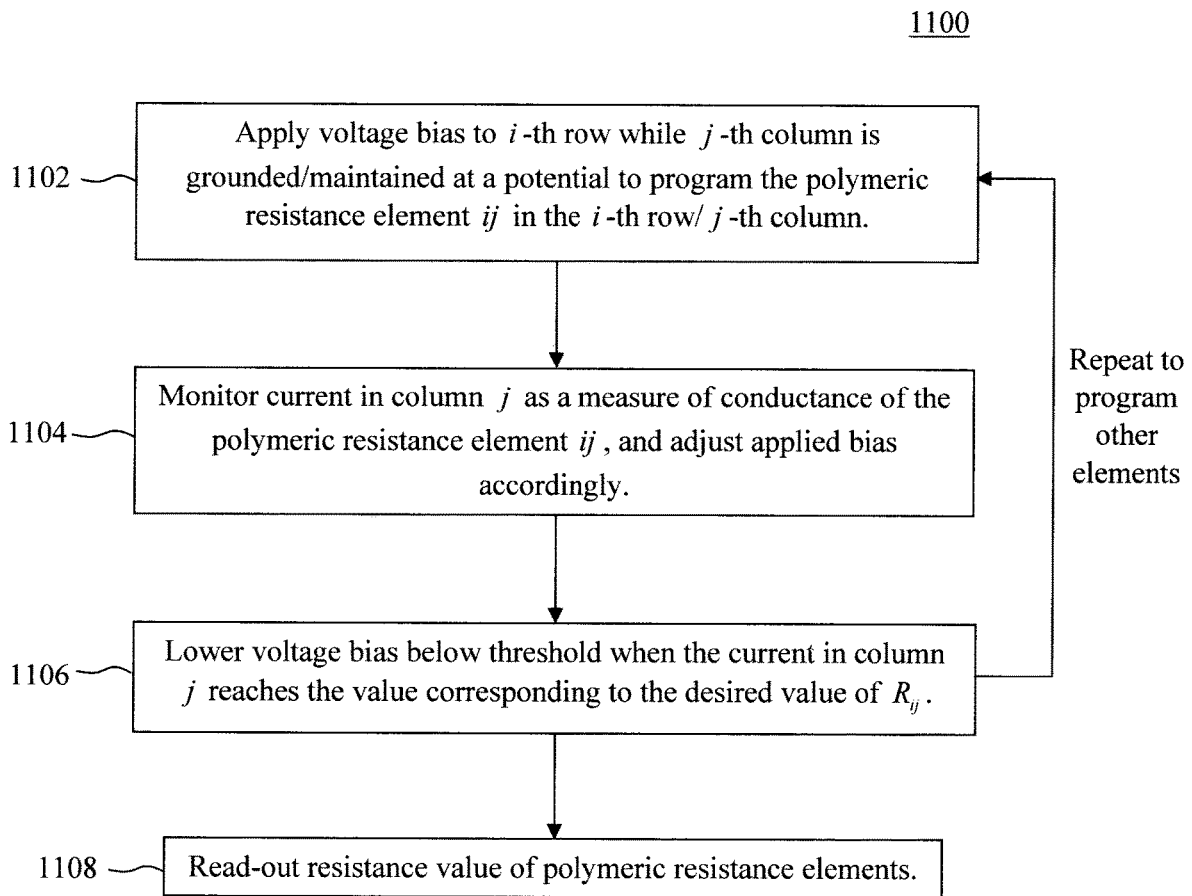 1100
1102
Apply voltage bias to i-th row while j-th column is
grounded/maintained at a potential to program the polymeric
resistance element ij in the i-th row/ j-th column.
1104
Monitor current in column j as a measure of conductance of the
polymeric resistance element ij, and adjust applied bias
accordingly.
Repeat to
program
other
elements
1106
Lower voltage bias below threshold when the current in column
j reaches the value corresponding to the desired value of R_ij.
1108
Read-out resistance value of polymeric resistance elements.